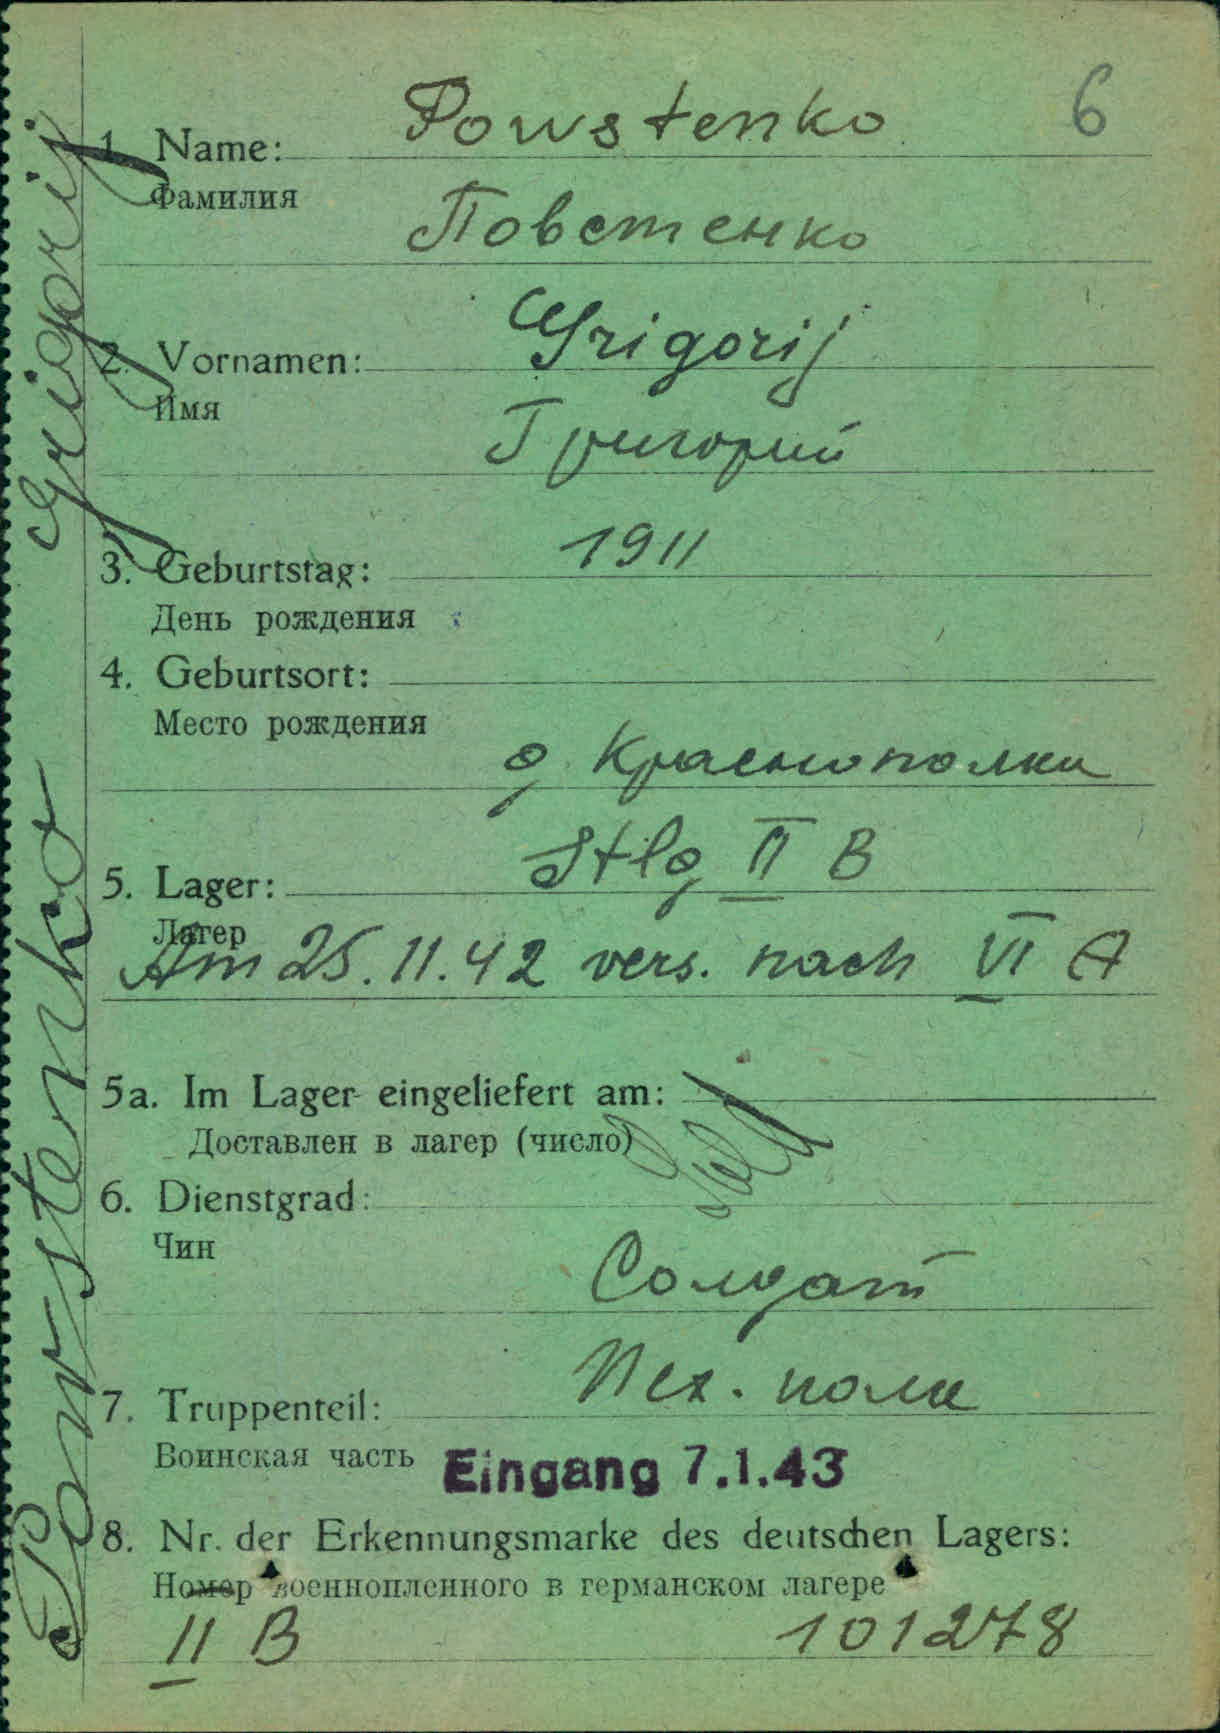 Powstenko Grigorij
6
1. Name: Powstenko
Фамилия
Повстенко
2. Vornamen: Grigorij
Имя
Григорий
3. Geburtstag: 1911
День рождения
4. Geburtsort:
Место рождения
д. Краснополки
5. Lager: Stlg II B
Лагер
Am 25.11.42 vers. nach VI A
5a. Im Lager eingeliefert am:
Доставлен в лагер (число)
6. Dienstgrad:
Чин
Солдат
7. Truppenteil: Пех. полк
Воинская часть
Eingang 7.1.43
8. Nr. der Erkennungsmarke des deutschen Lagers:
Номер военнопленного в германском лагере
II B 101278